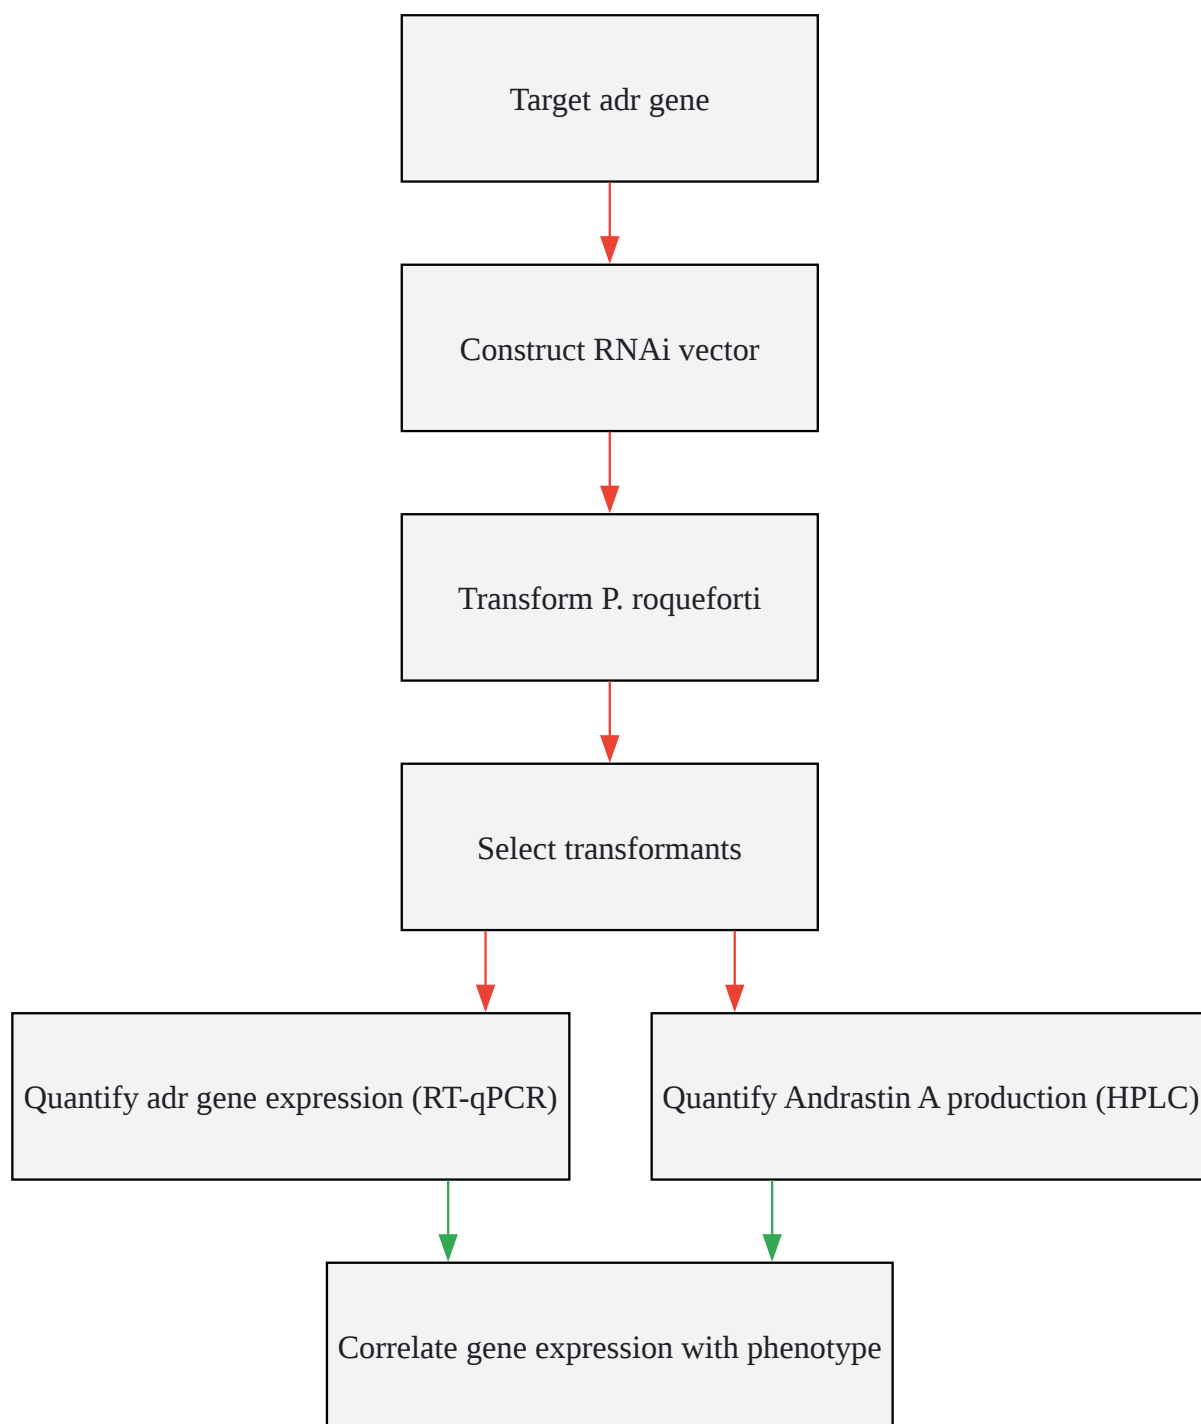 Target adr gene
Construct RNAi vector
Transform P. roqueforti
Select transformants
Quantify adr gene expression (RT-qPCR)
Quantify Andrastin A production (HPLC)
Correlate gene expression with phenotype